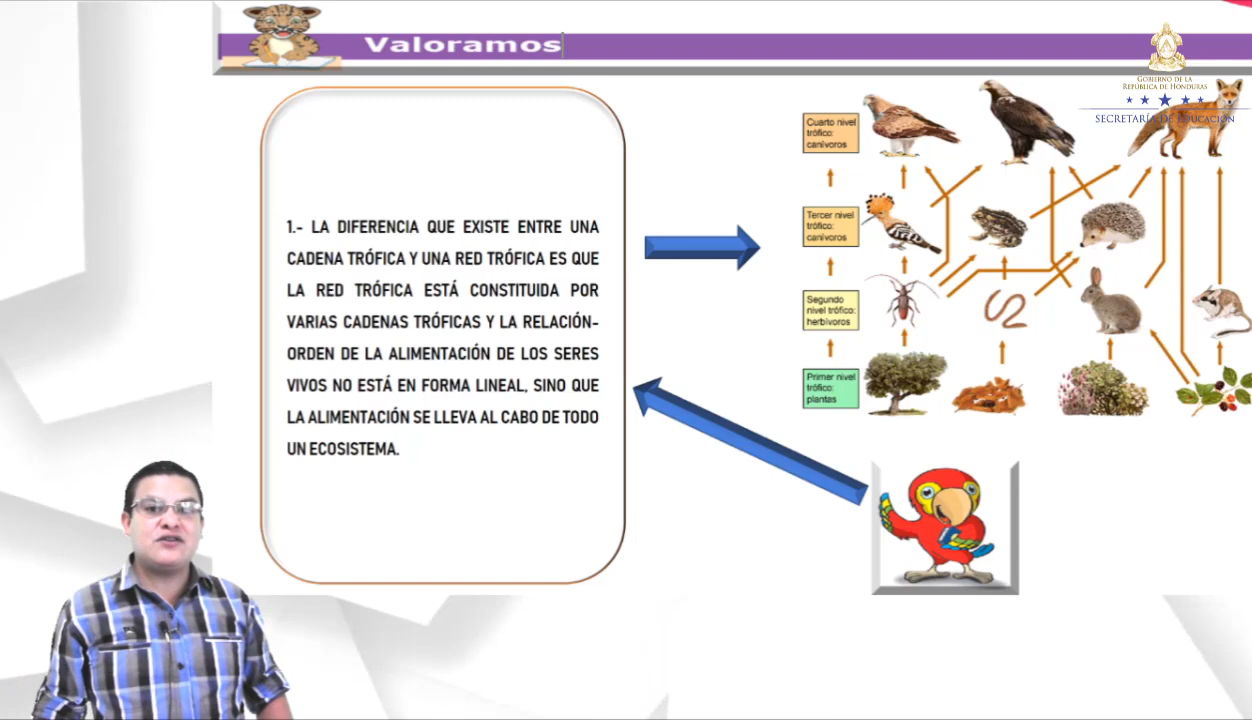 Valoramos
GOBIERNO DE LA
REPÚBLICA DE HONDURAS
SECRETARÍA DE EDUCACIÓN
1.- LA DIFERENCIA QUE EXISTE ENTRE UNA
CADENA TRÓFICA Y UNA RED TRÓFICA ES QUE
LA RED TRÓFICA ESTÁ CONSTITUIDA POR
VARIAS CADENAS TRÓFICAS Y LA RELACIÓN-
ORDEN DE LA ALIMENTACIÓN DE LOS SERES
VIVOS NO ESTÁ EN FORMA LINEAL, SINO QUE
LA ALIMENTACIÓN SE LLEVA AL CABO DE TODO
UN ECOSISTEMA.
Cuarto nivel
trófico:
carnívoros
Tercer nivel
trófico:
carnívoros
Segundo
nivel trófico:
herbívoros
Primer nivel
trófico:
plantas